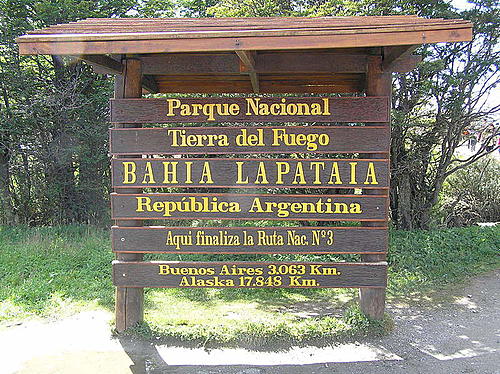 Parque Nacional
Tierra del Fuego
BAHIA LAPATAIA
República Argentina
Aqui finaliza la Ruta Nac. Nº3
Buenos Aires 3.063 Km.
Alaska 17.848 Km.